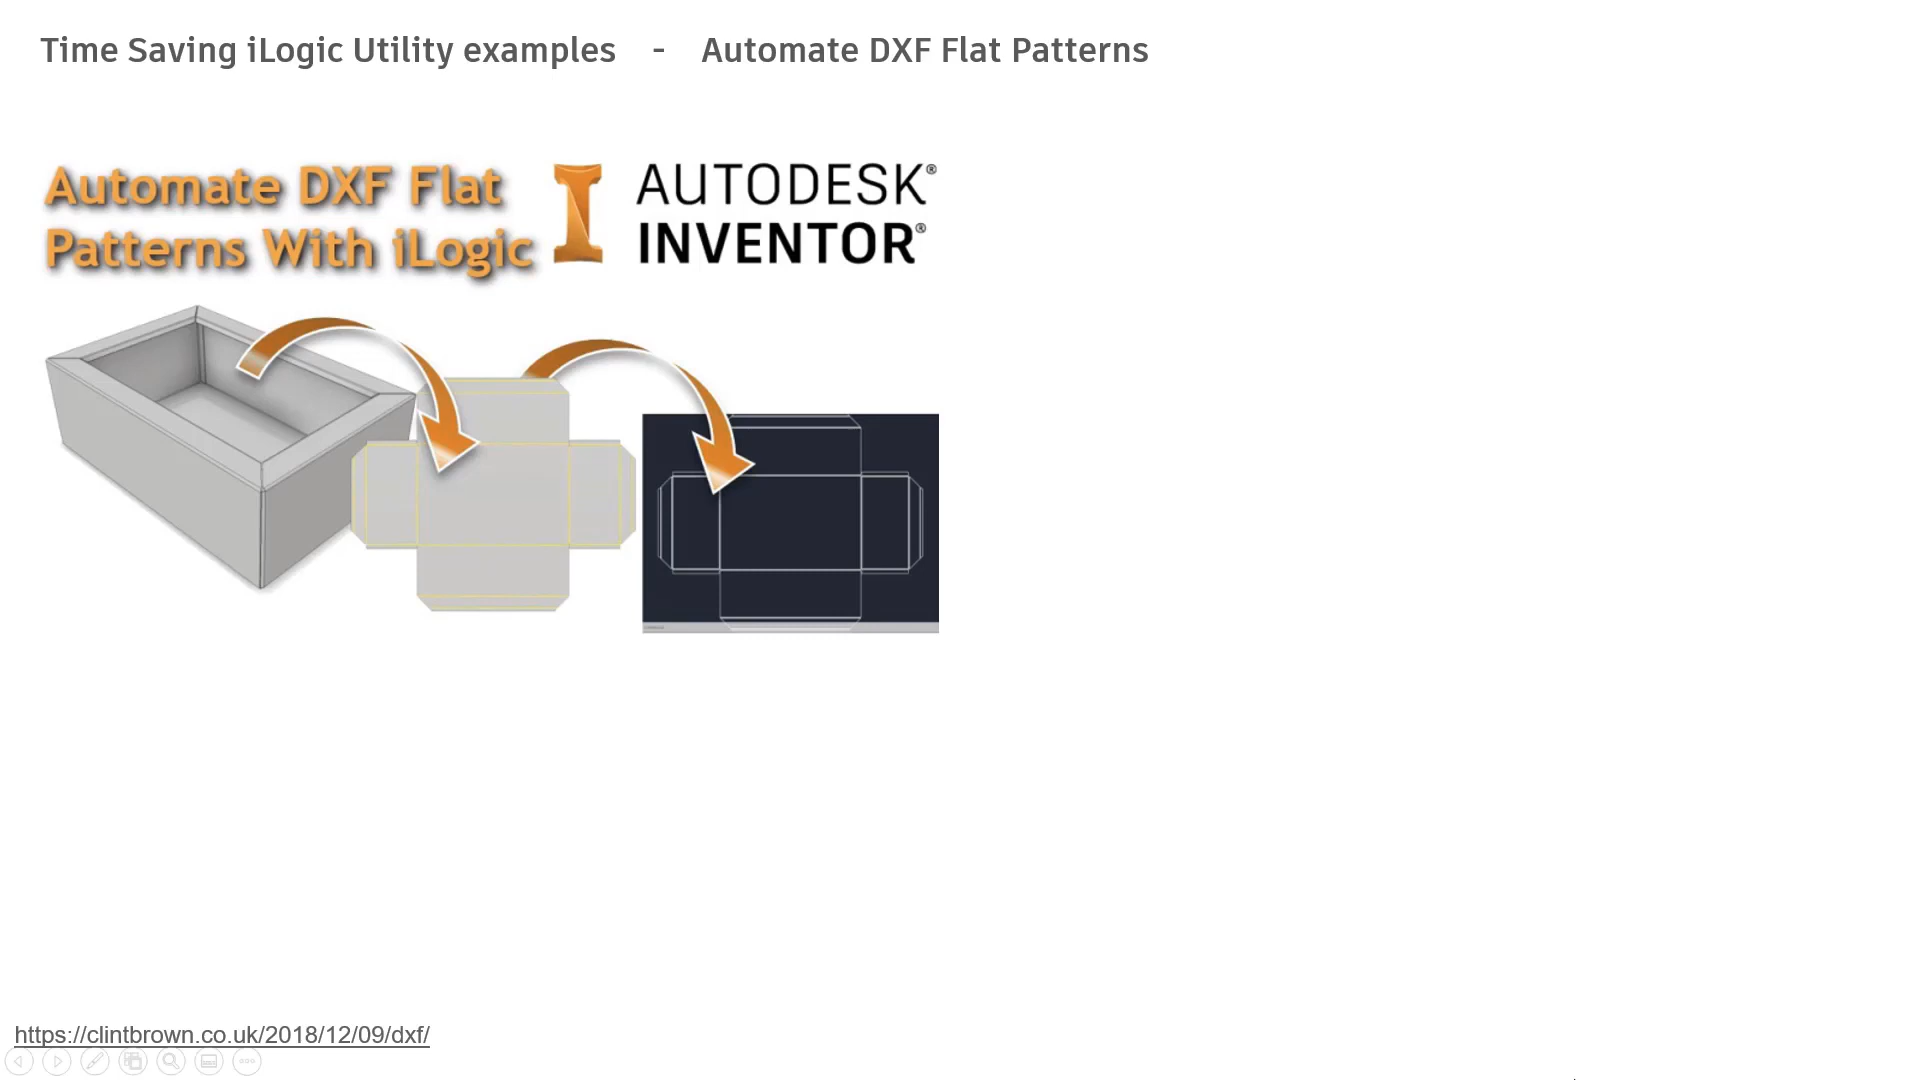 Time Saving iLogic Utility examples - Automate DXF Flat Patterns
Automate DXF Flat
Patterns With iLogic
AUTODESK®
INVENTOR®
https://clintbrown.co.uk/2018/12/09/dxf/